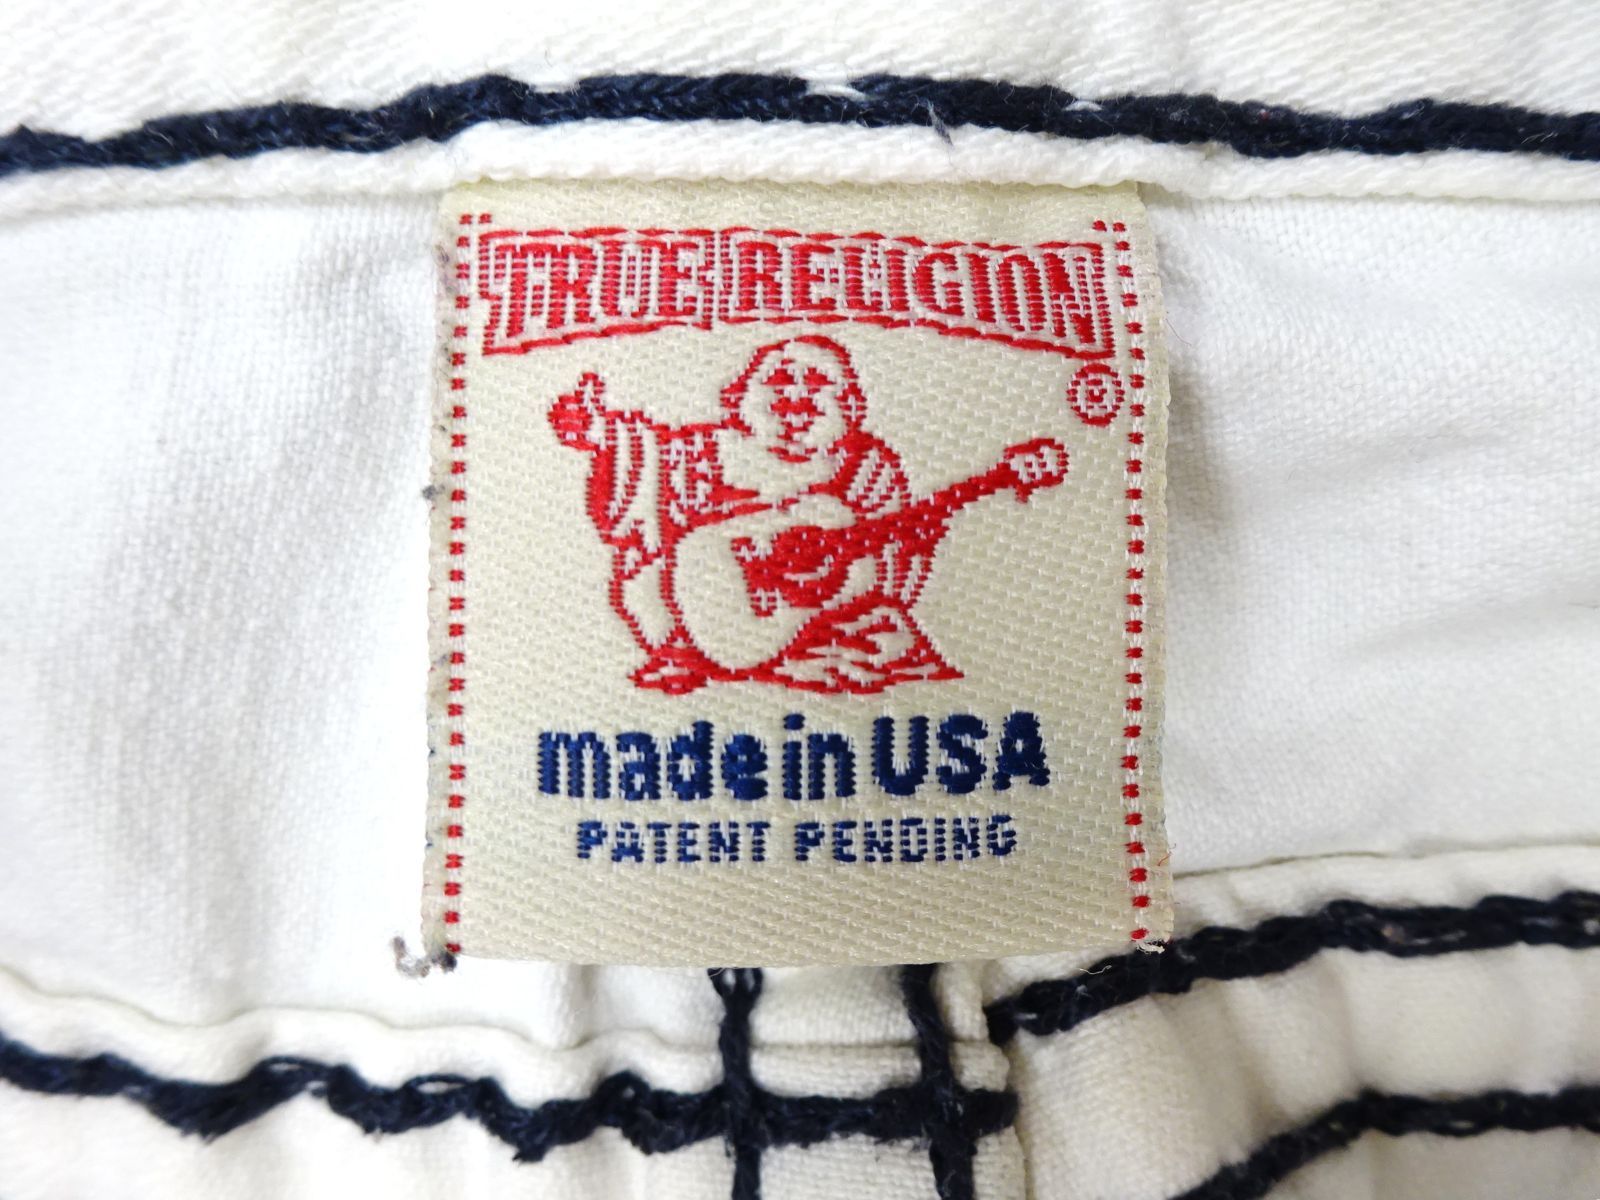 TRUE RELIGION
®
made in USA
PATENT PENDING